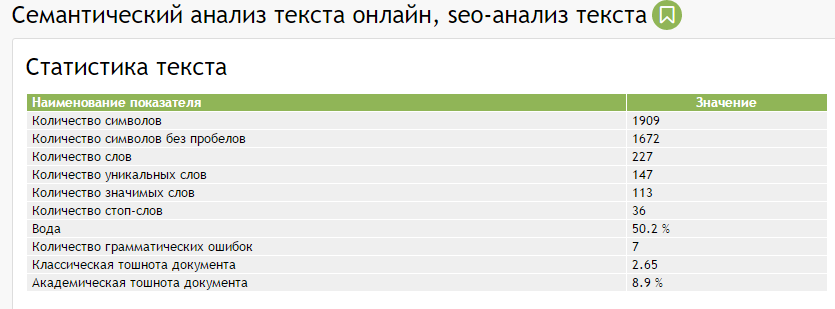 Семантический анализ текста онлайн, seo-анализ текста
Статистика текста
Наименование показателя Значение
Количество символов 1909
Количество символов без пробелов 1672
Количество слов 227
Количество уникальных слов 147
Количество значимых слов 113
Количество стоп-слов 36
Вода 50.2 %
Количество грамматических ошибок 7
Классическая тошнота документа 2.65
Академическая тошнота документа 8.9 %